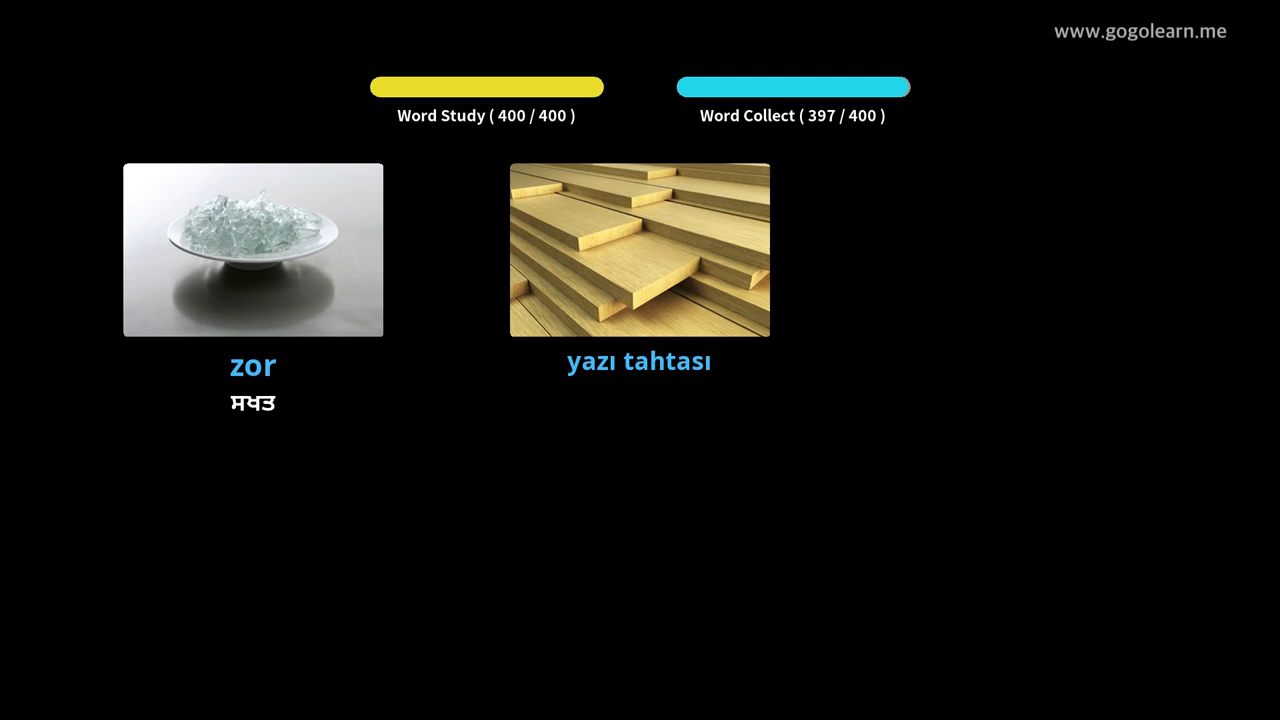 www.gogolearn.me
Word Study ( 400 / 400 )
Word Collect ( 397 / 400 )
zor
ਸਖਤ
yazı tahtası